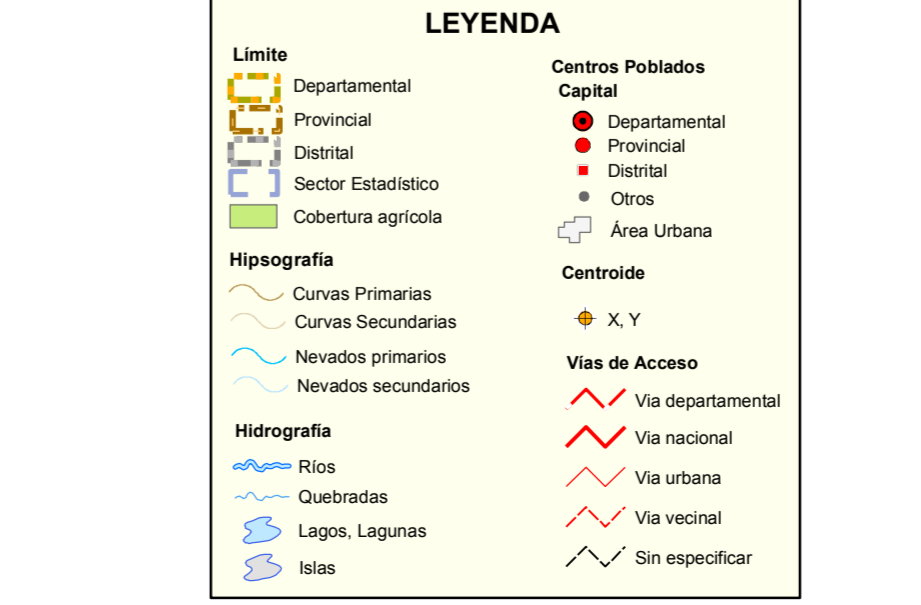 LEYENDA
Límite
Departamental
Provincial
Distrital
Sector Estadístico
Cobertura agrícola
Hipsografía
Curvas Primarias
Curvas Secundarias
Nevados primarios
Nevados secundarios
Hidrografía
Ríos
Quebradas
Lagos, Lagunas
Islas
Centros Poblados
Capital
Departamental
Provincial
Distrital
Otros
Área Urbana
Centroide
X, Y
Vías de Acceso
Via departamental
Via nacional
Via urbana
Via vecinal
Sin especificar